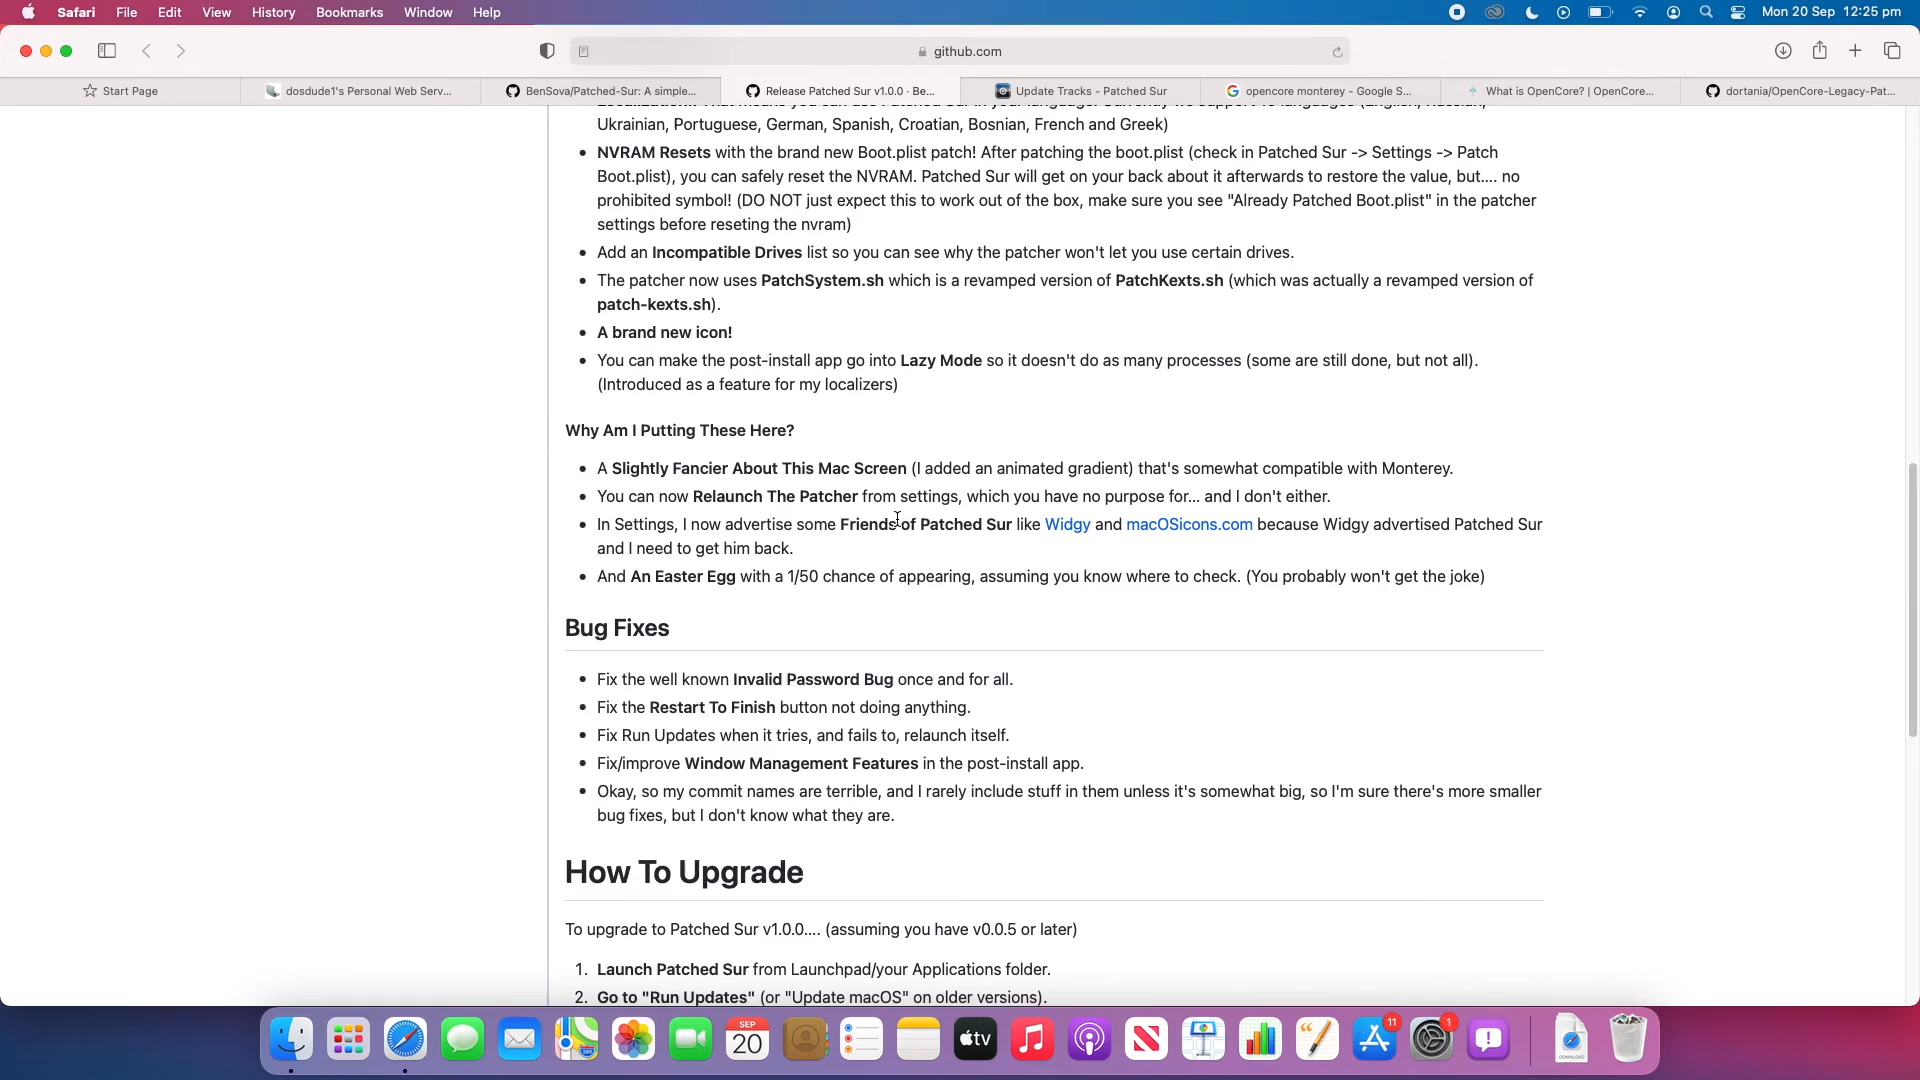 Safari File Edit View History Bookmarks Window Help Mon 20 Sep 12:25 pm
github.com
Start Page dosdude1's Personal Web Serv... BenSova/Patched-Sur: A simple... Release Patched Sur v1.0.0 · Be... Update Tracks - Patched Sur opencore monterey - Google S... What is OpenCore? | OpenCore... dortania/OpenCore-Legacy-Pat...
Ukrainian, Portuguese, German, Spanish, Croatian, Bosnian, French and Greek)
• NVRAM Resets with the brand new Boot.plist patch! After patching the boot.plist (check in Patched Sur -> Settings -> Patch
Boot.plist), you can safely reset the NVRAM. Patched Sur will get on your back about it afterwards to restore the value, but.... no
prohibited symbol! (DO NOT just expect this to work out of the box, make sure you see "Already Patched Boot.plist" in the patcher
settings before reseting the nvram)
• Add an Incompatible Drives list so you can see why the patcher won't let you use certain drives.
• The patcher now uses PatchSystem.sh which is a revamped version of PatchKexts.sh (which was actually a revamped version of
patch-kexts.sh).
• A brand new icon!
• You can make the post-install app go into Lazy Mode so it doesn't do as many processes (some are still done, but not all).
(Introduced as a feature for my localizers)
Why Am I Putting These Here?
• A Slightly Fancier About This Mac Screen (I added an animated gradient) that's somewhat compatible with Monterey.
• You can now Relaunch The Patcher from settings, which you have no purpose for... and I don't either.
• In Settings, I now advertise some Friends of Patched Sur like Widgy and macOSicons.com because Widgy advertised Patched Sur
and I need to get him back.
• And An Easter Egg with a 1/50 chance of appearing, assuming you know where to check. (You probably won't get the joke)
Bug Fixes
• Fix the well known Invalid Password Bug once and for all.
• Fix the Restart To Finish button not doing anything.
• Fix Run Updates when it tries, and fails to, relaunch itself.
• Fix/improve Window Management Features in the post-install app.
• Okay, so my commit names are terrible, and I rarely include stuff in them unless it's somewhat big, so I'm sure there's more smaller
bug fixes, but I don't know what they are.
How To Upgrade
To upgrade to Patched Sur v1.0.0.... (assuming you have v0.0.5 or later)
1. Launch Patched Sur from Launchpad/your Applications folder.
2. Go to "Run Updates" (or "Update macOS" on older versions).
SEP
20
tv
11
1
DOWNLOAD